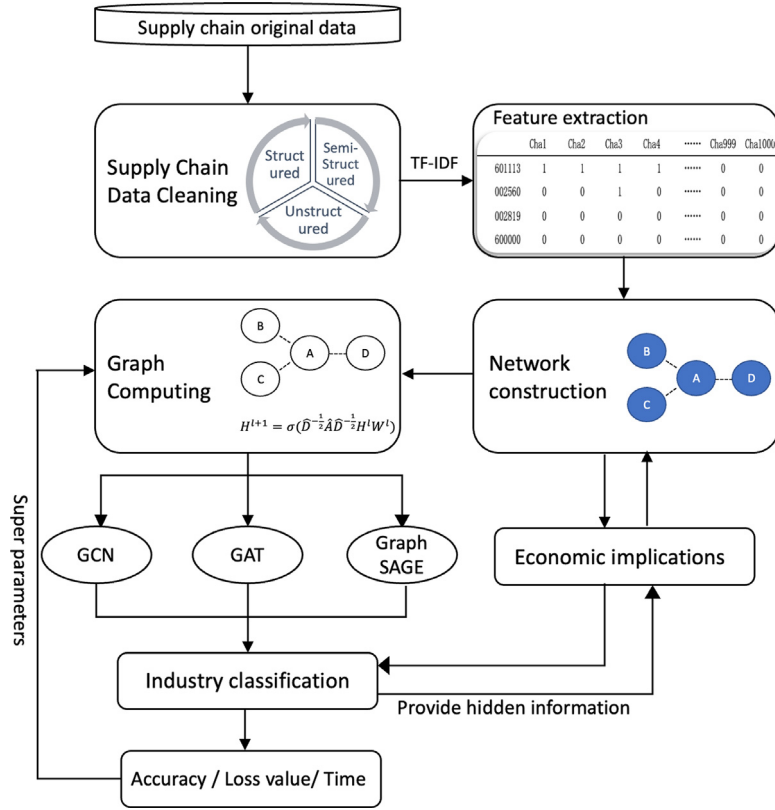 Supply chain original data
Supply Chain
Data Cleaning
Struct
ured
Semi-
Struct
ured
Unstruct
ured
TF-IDF
Feature extraction
Cha1 Cha2 Cha3 Cha4 ······ Cha999 Cha1000
601113 1 1 1 1 ······ 0 0
002560 0 0 1 0 ······ 0 0
002819 0 0 0 0 ······ 0 0
600000 0 0 0 0 ······ 0 0
Graph
Computing
B
A
D
C
H^{l+1} = σ(D̂^{-1/2}ÂD̂^{-1/2}H^lW^l)
Network
construction
B
A
D
C
Super parameters
GCN
GAT
Graph
SAGE
Economic implications
Industry classification
Provide hidden information
Accuracy / Loss value/ Time